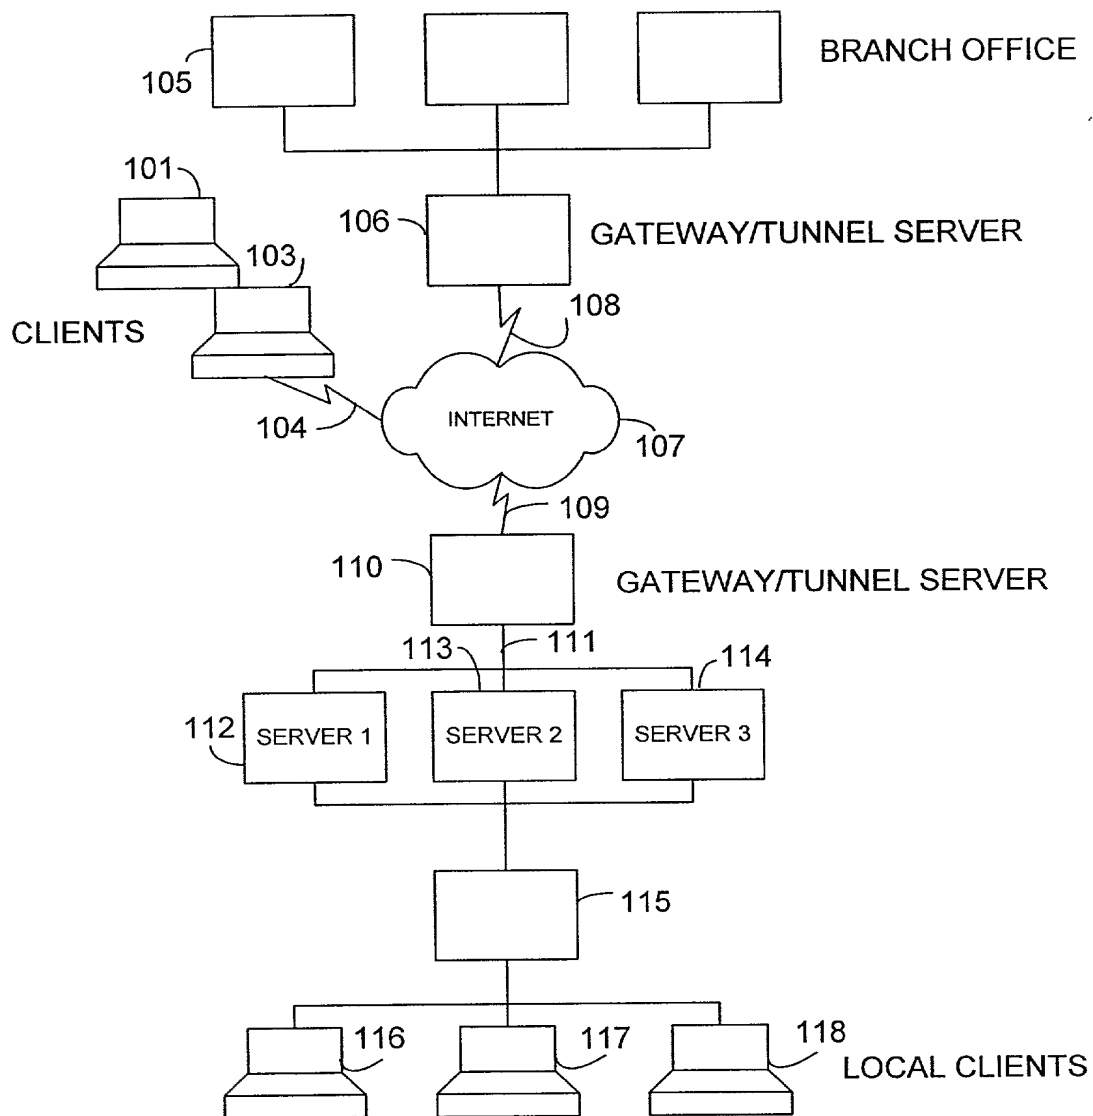 BRANCH OFFICE
105
101
106
GATEWAY/TUNNEL SERVER
103
CLIENTS
108
104
INTERNET
107
109
110
GATEWAY/TUNNEL SERVER
113
111
114
112
SERVER 1
SERVER 2
SERVER 3
115
116
117
118
LOCAL CLIENTS